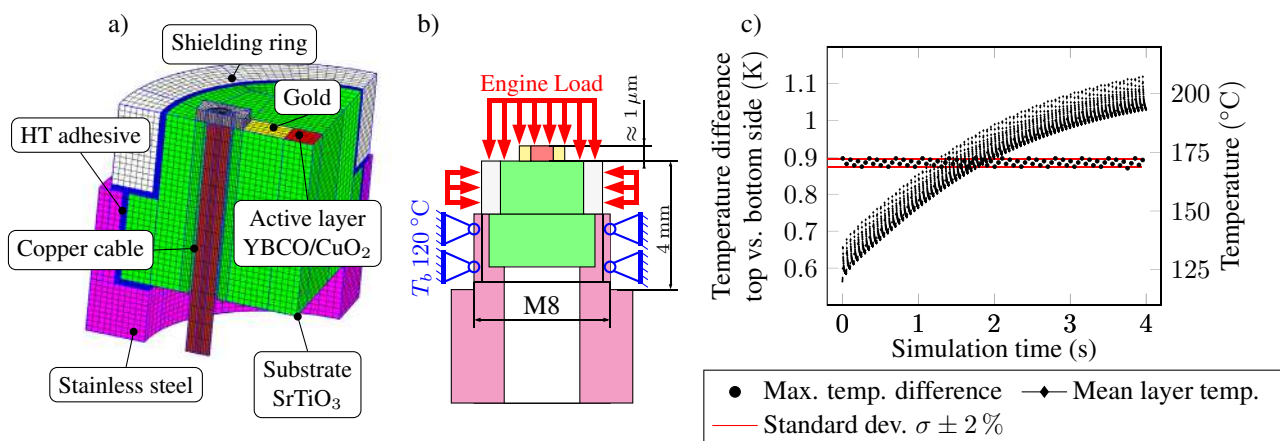 a)
Shielding ring
Gold
HT adhesive
Active layer
YBCO/CuO₂
Copper cable
Substrate
SrTiO₃
Stainless steel
b)
Engine Load
≈ 1 μm
T_b 120 °C
4 mm
M8
c)
Temperature difference
top vs. bottom side (K)
1.1
1
0.9
0.8
0.7
0.6
200
175
150
125
Temperature (°C)
0 1 2 3 4
Simulation time (s)
Max. temp. difference
Mean layer temp.
Standard dev. σ ± 2 %